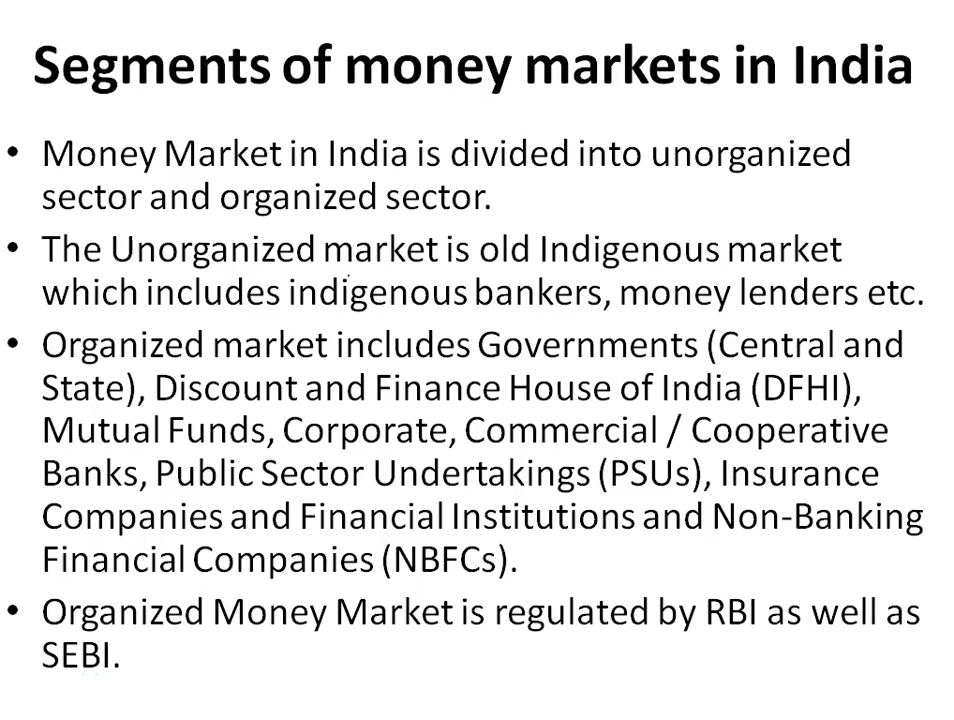 Segments of money markets in India
• Money Market in India is divided into unorganized
sector and organized sector.
• The Unorganized market is old Indigenous market
which includes indigenous bankers, money lenders etc.
• Organized market includes Governments (Central and
State), Discount and Finance House of India (DFHI),
Mutual Funds, Corporate, Commercial / Cooperative
Banks, Public Sector Undertakings (PSUs), Insurance
Companies and Financial Institutions and Non-Banking
Financial Companies (NBFCs).
• Organized Money Market is regulated by RBI as well as
SEBI.